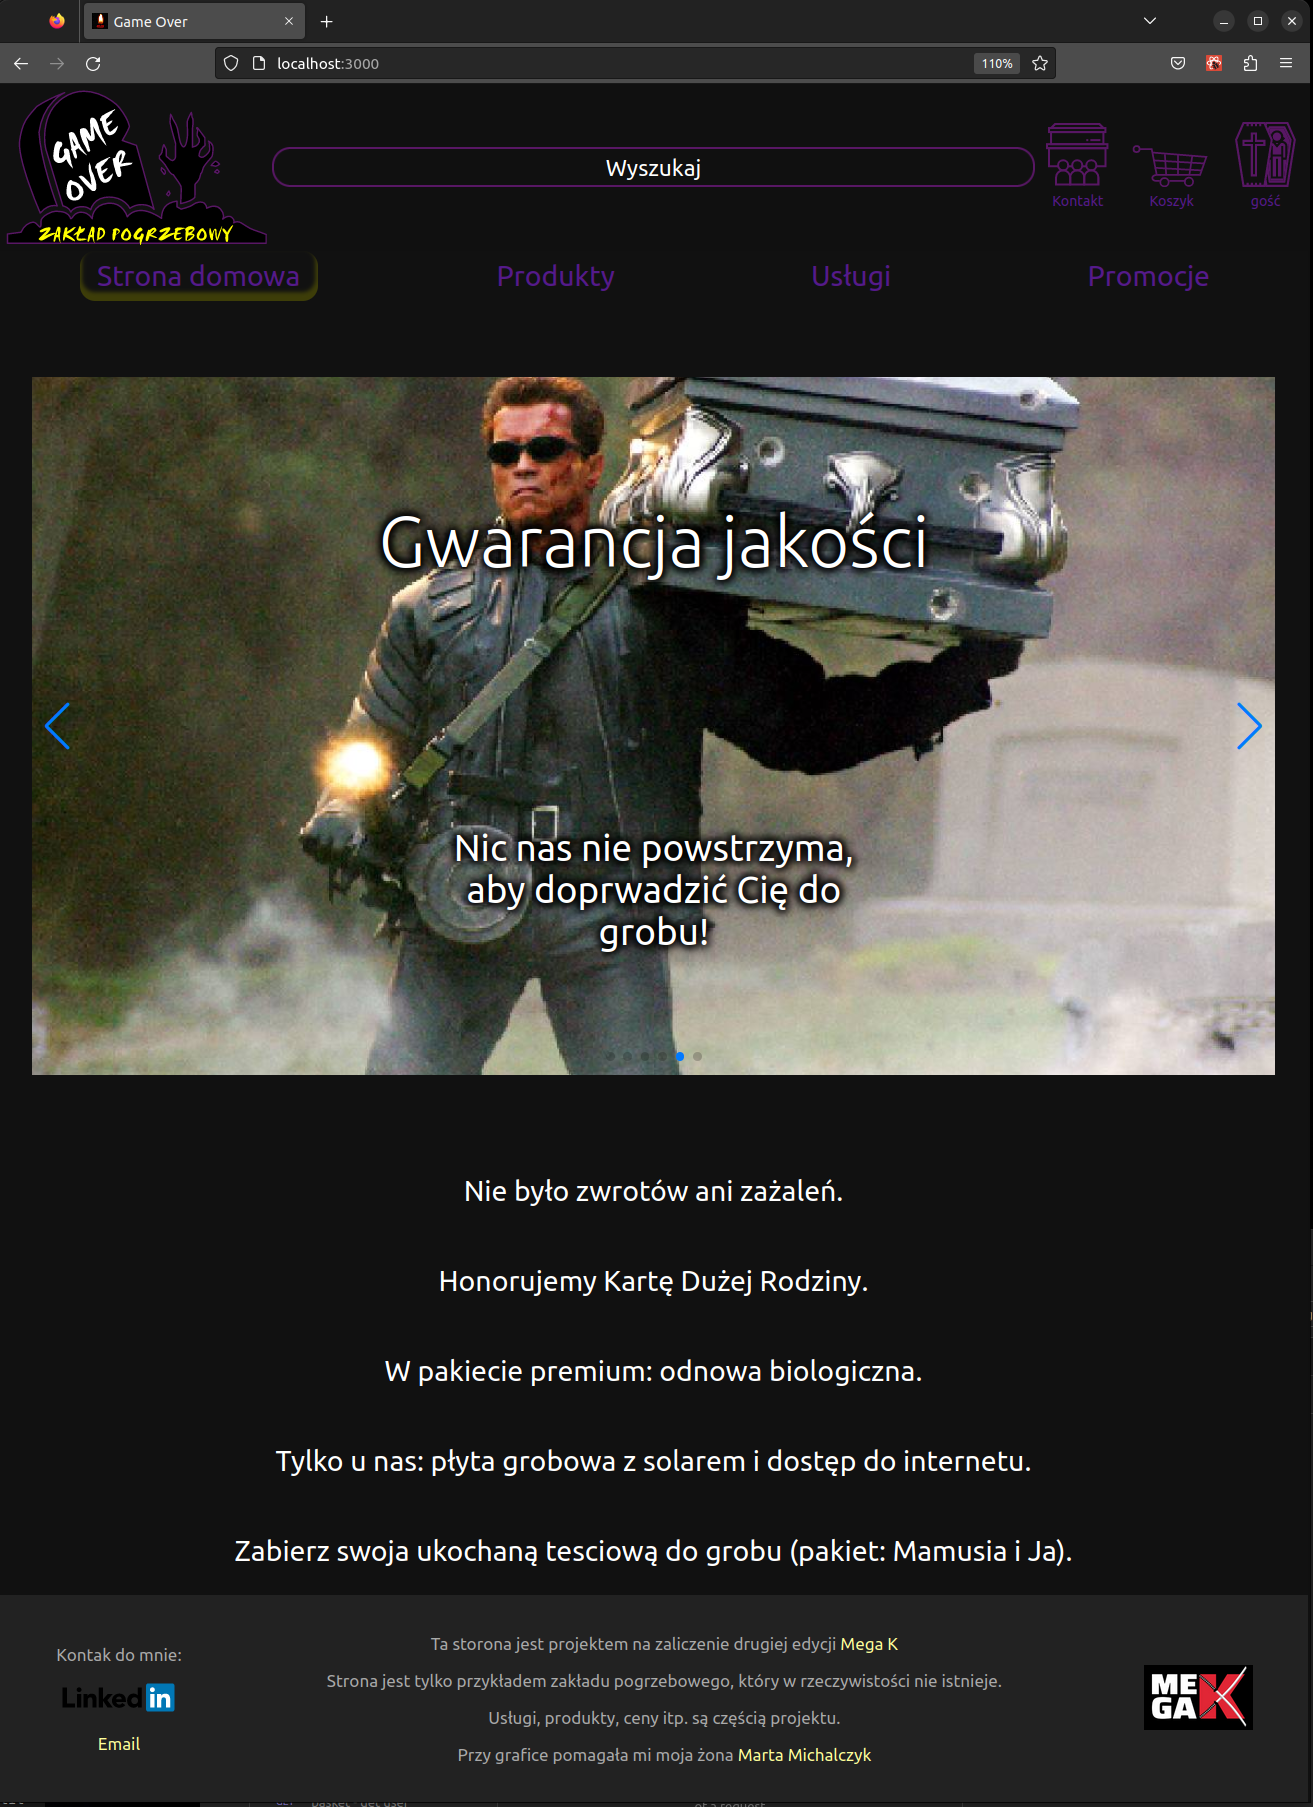 Game Over
localhost:3000
110%
GAME
OVER
ZAKŁAD POGRZEBOWY
Wyszukaj
Kontakt
Koszyk
gość
Strona domowa
Produkty
Usługi
Promocje
Gwarancja jakości
Nic nas nie powstrzyma,
aby doprwadzić Cię do
grobu!
Nie było zwrotów ani zażaleń.
Honorujemy Kartę Dużej Rodziny.
W pakiecie premium: odnowa biologiczna.
Tylko u nas: płyta grobowa z solarem i dostęp do internetu.
Zabierz swoja ukochaną tesciową do grobu (pakiet: Mamusia i Ja).
Kontak do mnie:
Linkedin
Email
Ta storona jest projektem na zaliczenie drugiej edycji Mega K
Strona jest tylko przykładem zakładu pogrzebowego, który w rzeczywistości nie istnieje.
Usługi, produkty, ceny itp. są częścią projektu.
Przy grafice pomagała mi moja żona Marta Michalczyk
MEGA K